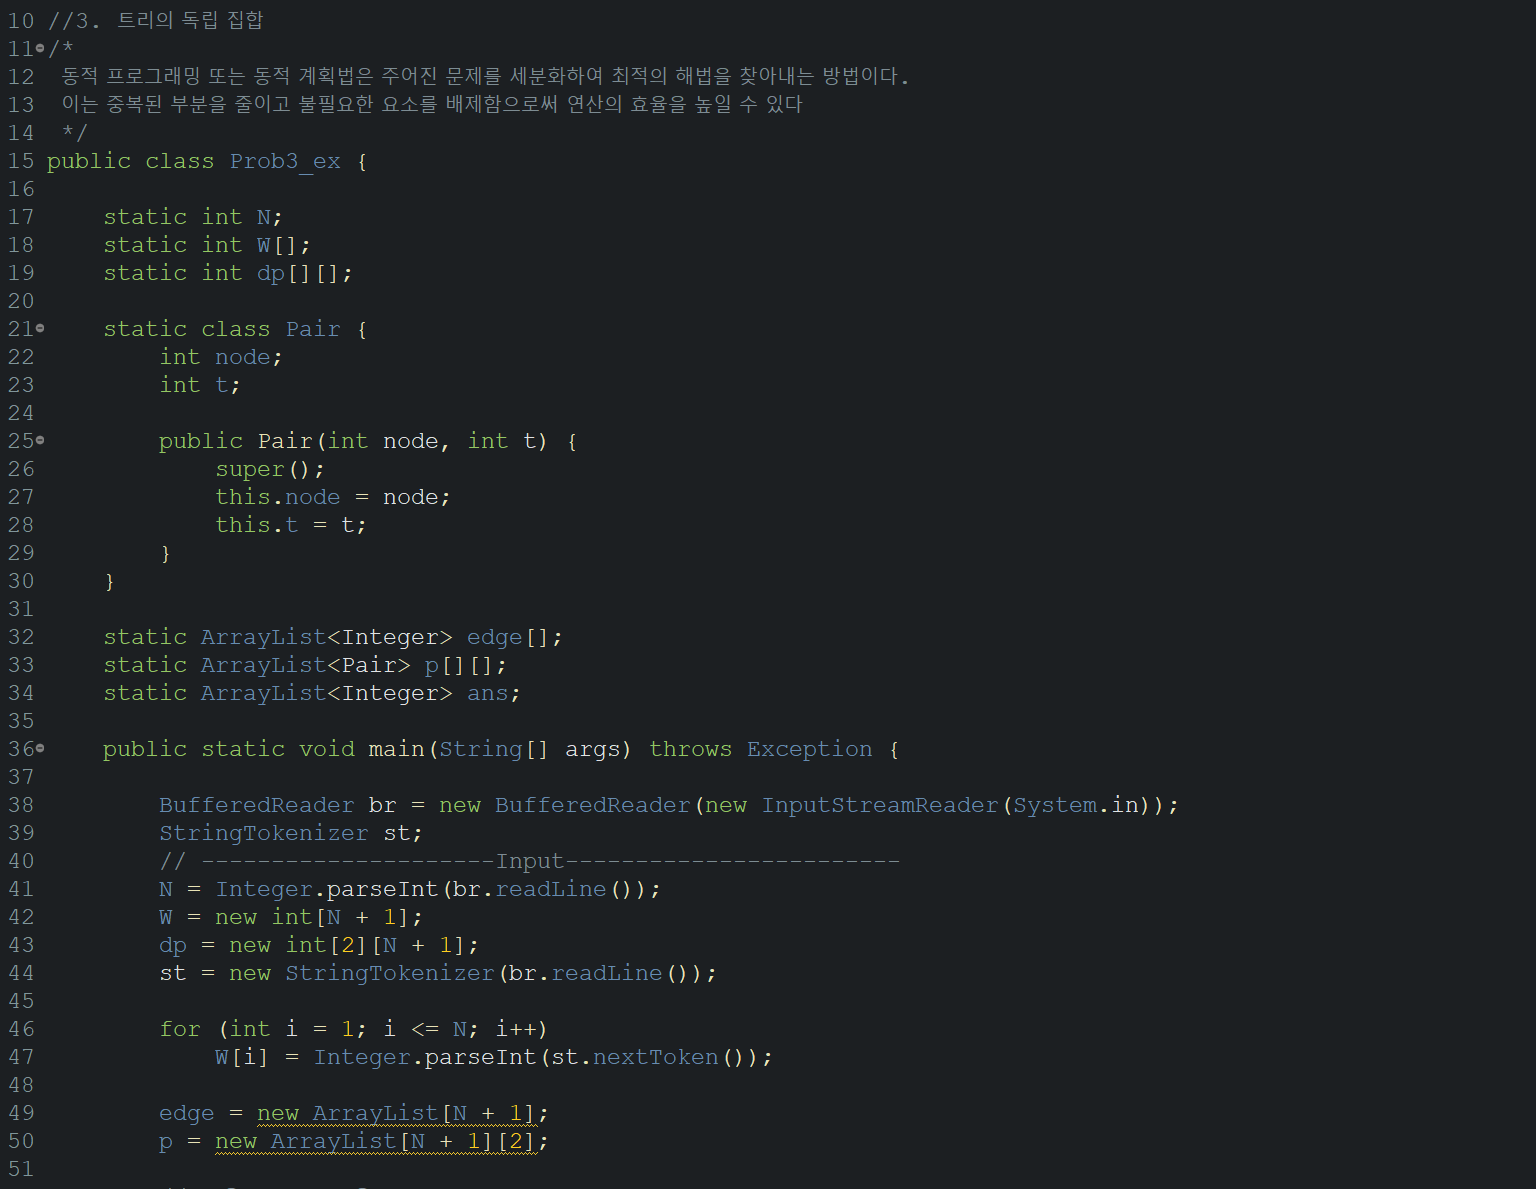 10 //3. 트리의 독립 집합
11 /*
12  동적 프로그래밍 또는 동적 계획법은 주어진 문제를 세분화하여 최적의 해법을 찾아내는 방법이다.
13  이는 중복된 부분을 줄이고 불필요한 요소를 배제함으로써 연산의 효율을 높일 수 있다
14  */
15 public class Prob3_ex {
16
17     static int N;
18     static int W[];
19     static int dp[][];
20
21     static class Pair {
22         int node;
23         int t;
24
25         public Pair(int node, int t) {
26             super();
27             this.node = node;
28             this.t = t;
29         }
30     }
31
32     static ArrayList<Integer> edge[];
33     static ArrayList<Pair> p[][];
34     static ArrayList<Integer> ans;
35
36     public static void main(String[] args) throws Exception {
37
38         BufferedReader br = new BufferedReader(new InputStreamReader(System.in));
39         StringTokenizer st;
40         // ---------------------Input------------------------
41         N = Integer.parseInt(br.readLine());
42         W = new int[N + 1];
43         dp = new int[2][N + 1];
44         st = new StringTokenizer(br.readLine());
45
46         for (int i = 1; i <= N; i++)
47             W[i] = Integer.parseInt(st.nextToken());
48
49         edge = new ArrayList[N + 1];
50         p = new ArrayList[N + 1][2];
51